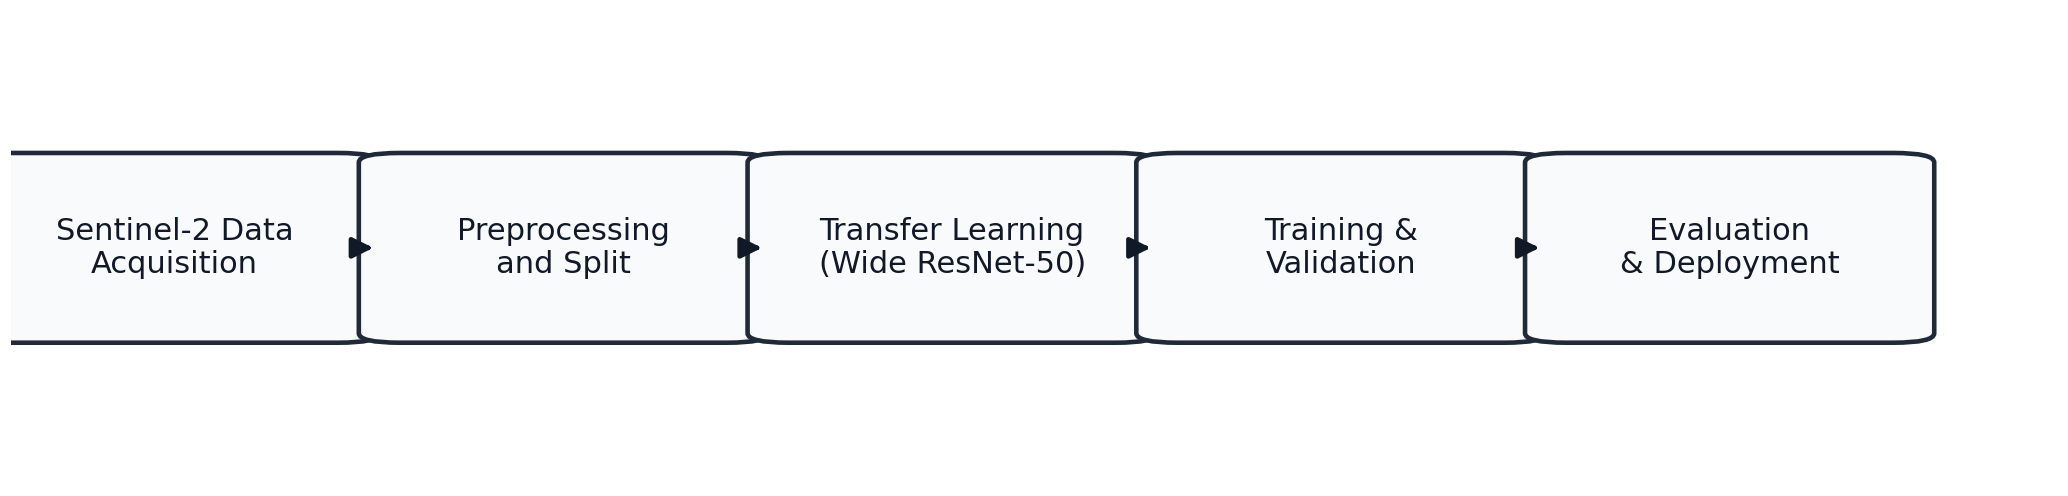 Sentinel-2 Data
Acquisition
Preprocessing
and Split
Transfer Learning
(Wide ResNet-50)
Training &
Validation
Evaluation
& Deployment